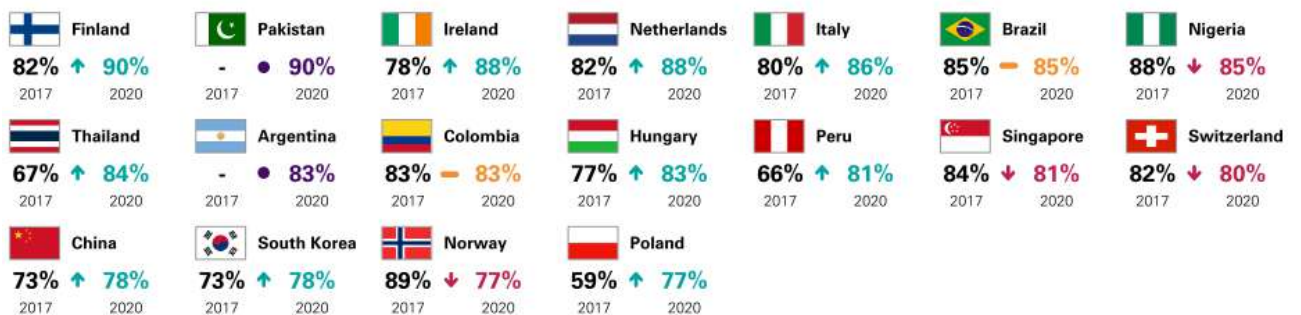 Finland Pakistan Ireland Netherlands Italy Brazil Nigeria
82% 90% - 90% 78% 88% 82% 88% 80% 86% 85% 85% 88% 85%
2017 2020 2020 2017 2020 2017 2020 2017 2020 2017 2020 2017 2020
Thailand Argentina Colombia Hungary Peru Singapore Switzerland
67% 84% - 83% 83% 83% 77% 83% 66% 81% 84% 81% 82% 80%
2017 2020 2020 2017 2020 2017 2020 2017 2020 2017 2020 2017 2020
China South Korea Norway Poland
73% 78% 73% 78% 89% 77% 59% 77%
2017 2020 2017 2020 2017 2020 2017 2020